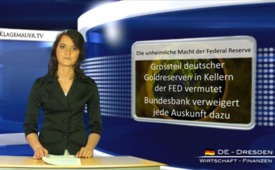 KLAGEMAUER.TV
Die unheimliche Macht der Federal Reserve
Grossteil deutscher
Goldreserven in Kellern
der FED vermutet
Bundesbank verweigert
jede Auskunft dazu
DE - DRESDEN
WIRTSCHAFT - FINANZEN